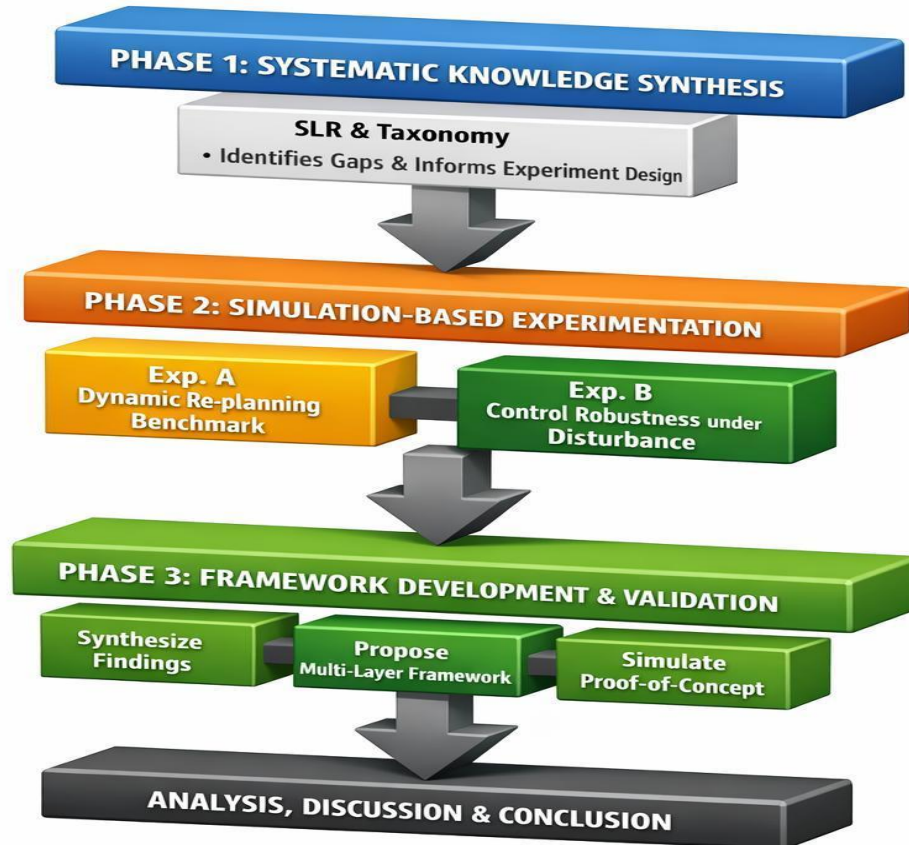 PHASE 1: SYSTEMATIC KNOWLEDGE SYNTHESIS
SLR & Taxonomy
• Identifies Gaps & Informs Experiment Design
PHASE 2: SIMULATION-BASED EXPERIMENTATION
Exp. A
Dynamic Re-planning
Benchmark
Exp. B
Control Robustness under
Disturbance
PHASE 3: FRAMEWORK DEVELOPMENT & VALIDATION
Synthesize
Findings
Propose
Multi-Layer Framework
Simulate
Proof-of-Concept
ANALYSIS, DISCUSSION & CONCLUSION